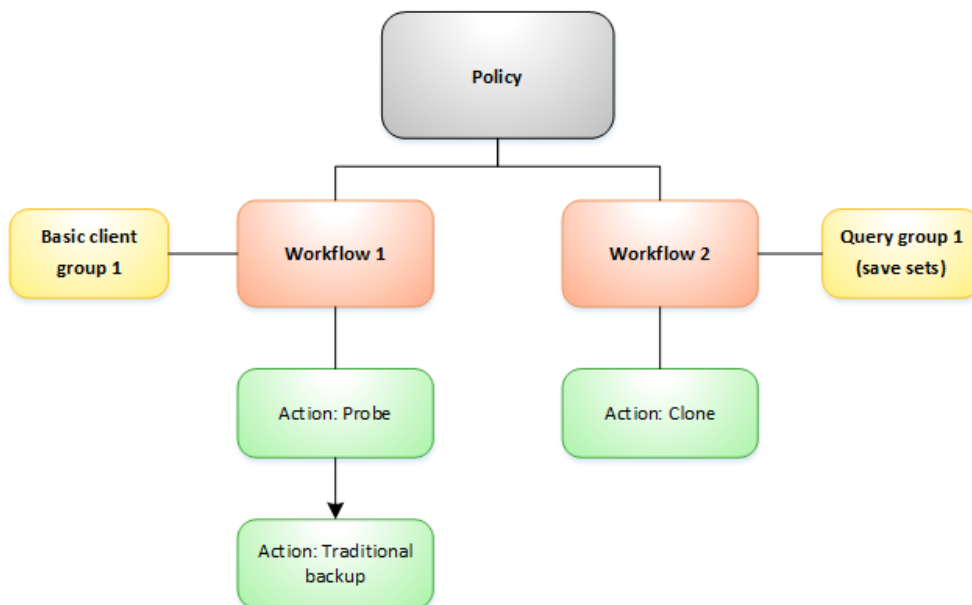 Policy
Basic client
group 1
Workflow 1
Workflow 2
Query group 1
(save sets)
Action: Probe
Action: Clone
Action: Traditional
backup